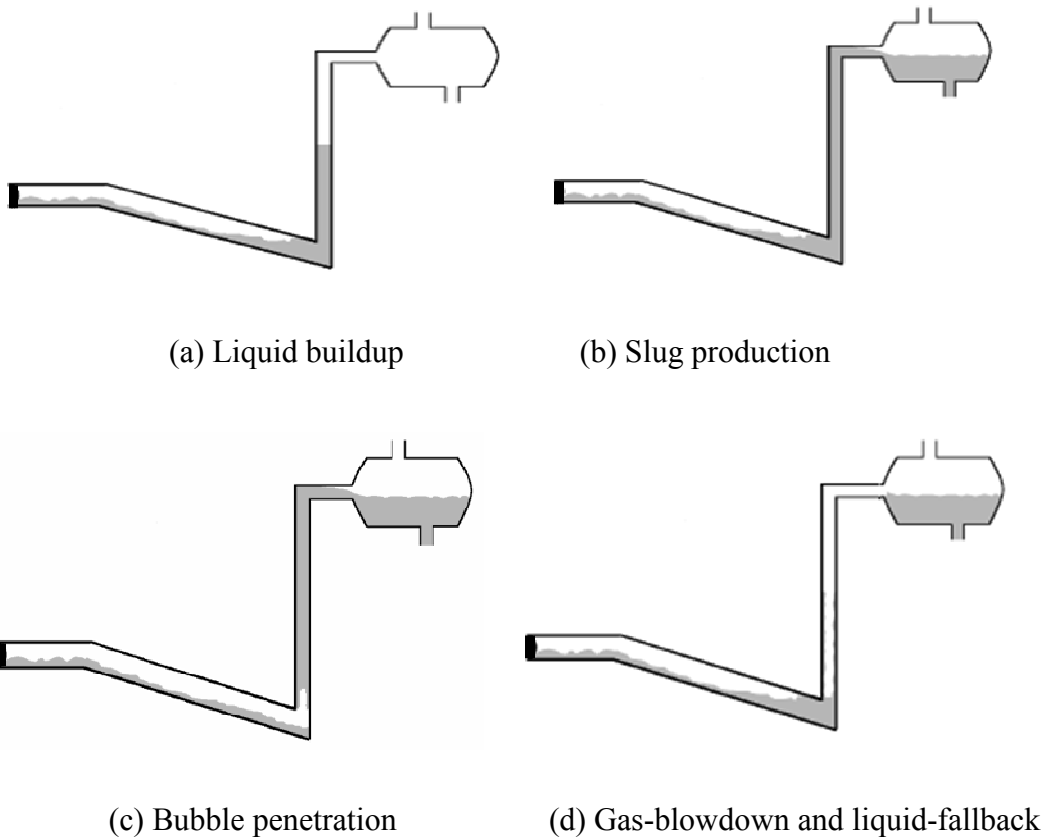 (a) Liquid buildup
(b) Slug production
(c) Bubble penetration
(d) Gas-blowdown and liquid-fallback